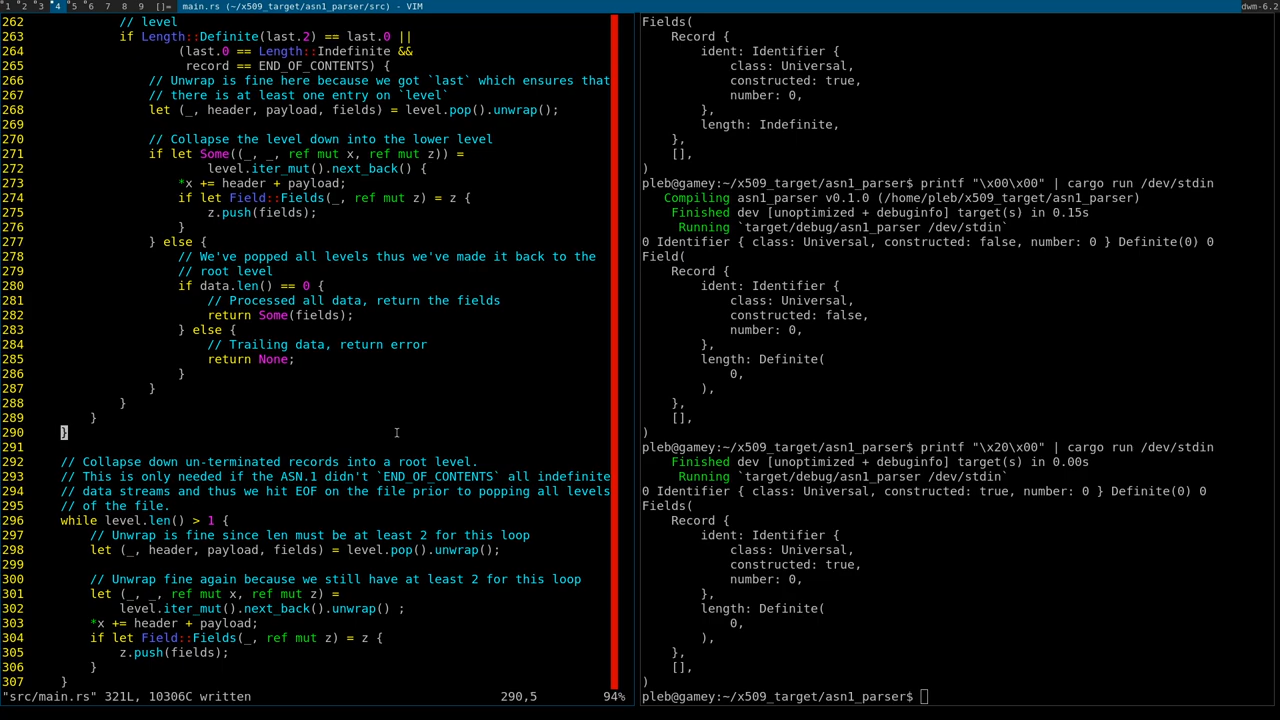 1 2 3 4 5 6 7 8 9 []= main.rs (~/x509_target/asn1_parser/src) - VIM dwm-6.2
262             // level
263             if Length::Definite(last.2) == last.0 ||
264                     (last.0 == Length::Indefinite &&
265                      record == END_OF_CONTENTS) {
266                 // Unwrap is fine here because we got `last` which ensures that
267                 // there is at least one entry on `level`
268                 let (_, header, payload, fields) = level.pop().unwrap();
269
270                 // Collapse the level down into the lower level
271                 if let Some((_, _, ref mut x, ref mut z)) =
272                         level.iter_mut().next_back() {
273                     *x += header + payload;
274                     if let Field::Fields(_, ref mut z) = z {
275                         z.push(fields);
276                     }
277                 } else {
278                     // We've popped all levels thus we've made it back to the
279                     // root level
280                     if data.len() == 0 {
281                         // Processed all data, return the fields
282                         return Some(fields);
283                     } else {
284                         // Trailing data, return error
285                         return None;
286                     }
287                 }
288             }
289         }
290     }
291
292     // Collapse down un-terminated records into a root level.
293     // This is only needed if the ASN.1 didn't `END_OF_CONTENTS` all indefinite
294     // data streams and thus we hit EOF on the file prior to popping all levels
295     // of the file.
296     while level.len() > 1 {
297         // Unwrap is fine since len must be at least 2 for this loop
298         let (_, header, payload, fields) = level.pop().unwrap();
299
300         // Unwrap fine again because we still have at least 2 for this loop
301         let (_, _, ref mut x, ref mut z) =
302             level.iter_mut().next_back().unwrap() ;
303         *x += header + payload;
304         if let Field::Fields(_, ref mut z) = z {
305             z.push(fields);
306         }
307     }
"src/main.rs" 321L, 10306C written 290,5 94%
Fields(
    Record {
        ident: Identifier {
            class: Universal,
            constructed: true,
            number: 0,
        },
        length: Indefinite,
    },
    [],
)
pleb@gamey:~/x509_target/asn1_parser$ printf "\x00\x00" | cargo run /dev/stdin
   Compiling asn1_parser v0.1.0 (/home/pleb/x509_target/asn1_parser)
    Finished dev [unoptimized + debuginfo] target(s) in 0.15s
     Running `target/debug/asn1_parser /dev/stdin`
0 Identifier { class: Universal, constructed: false, number: 0 } Definite(0) 0
Field(
    Record {
        ident: Identifier {
            class: Universal,
            constructed: false,
            number: 0,
        },
        length: Definite(
            0,
        ),
    },
    [],
)
pleb@gamey:~/x509_target/asn1_parser$ printf "\x20\x00" | cargo run /dev/stdin
    Finished dev [unoptimized + debuginfo] target(s) in 0.00s
     Running `target/debug/asn1_parser /dev/stdin`
0 Identifier { class: Universal, constructed: true, number: 0 } Definite(0) 0
Fields(
    Record {
        ident: Identifier {
            class: Universal,
            constructed: true,
            number: 0,
        },
        length: Definite(
            0,
        ),
    },
    [],
)
pleb@gamey:~/x509_target/asn1_parser$